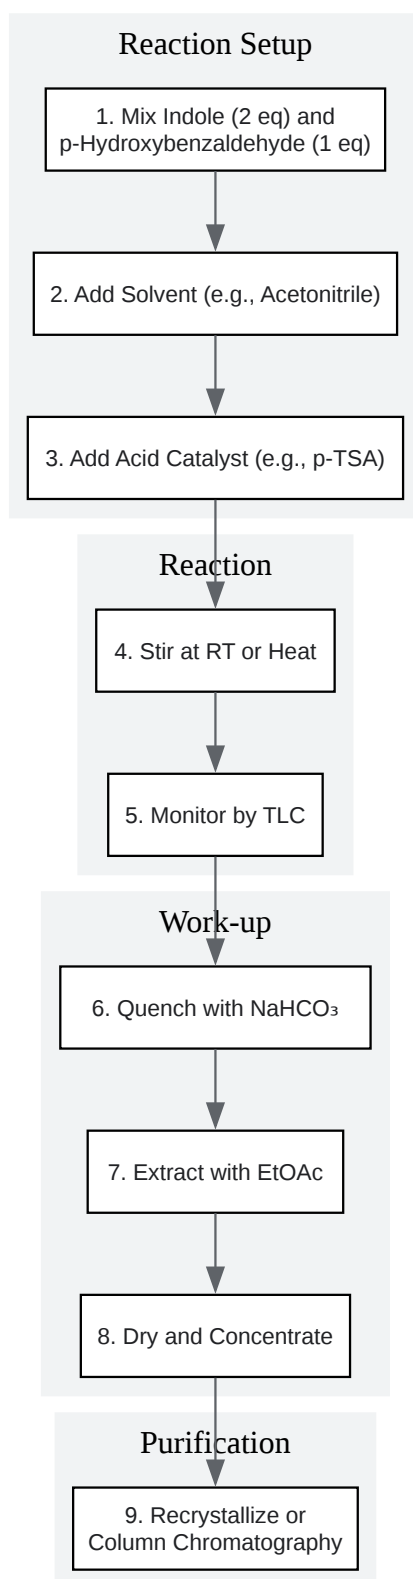 Reaction Setup
1. Mix Indole (2 eq) and
p-Hydroxybenzaldehyde (1 eq)
2. Add Solvent (e.g., Acetonitrile)
3. Add Acid Catalyst (e.g., p-TSA)
Reaction
4. Stir at RT or Heat
5. Monitor by TLC
Work-up
6. Quench with NaHCO₃
7. Extract with EtOAc
8. Dry and Concentrate
Purification
9. Recrystallize or
Column Chromatography